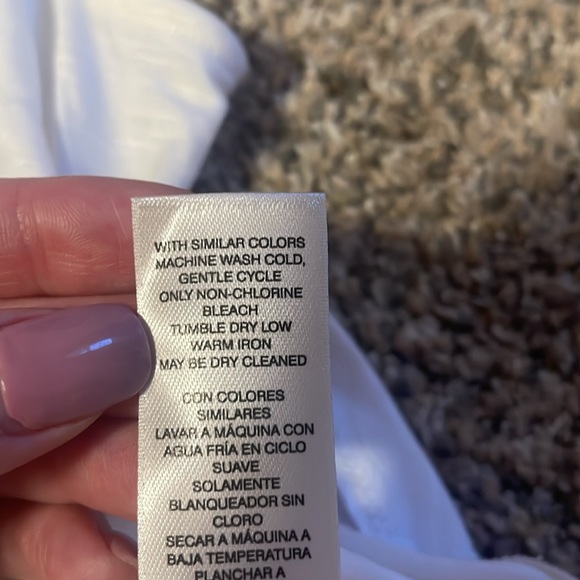 WITH SIMILAR COLORS
MACHINE WASH COLD,
GENTLE CYCLE
ONLY NON-CHLORINE
BLEACH
TUMBLE DRY LOW
WARM IRON
MAY BE DRY CLEANED
CON COLORES
SIMILARES
LAVAR A MÁQUINA CON
AGUA FRÍA EN CICLO
SUAVE
SOLAMENTE
BLANQUEADOR SIN
CLORO
SECAR A MÁQUINA A
BAJA TEMPERATURA
PLANCHAR A